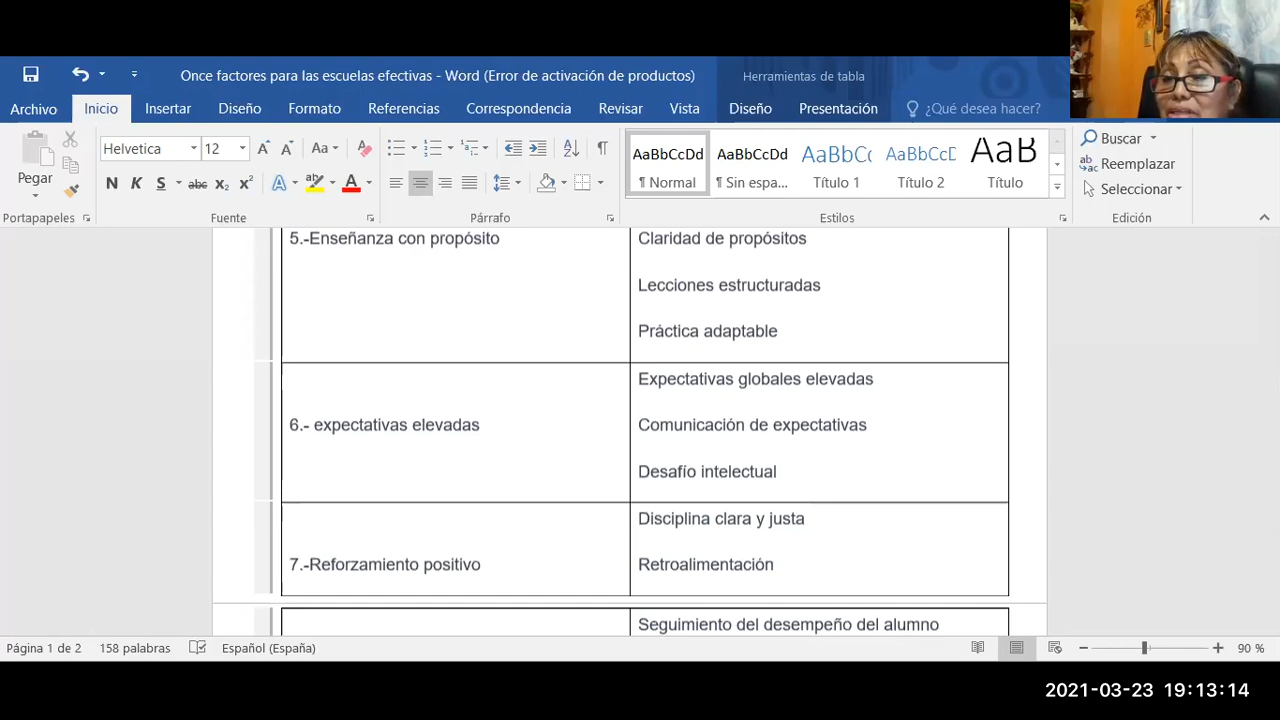 Once factores para las escuelas efectivas - Word (Error de activación de productos)
Herramientas de tabla
Archivo
Inicio
Insertar
Diseño
Formato
Referencias
Correspondencia
Revisar
Vista
Diseño
Presentación
¿Qué desea hacer?
Pegar
Helvetica
12
Aa
N K S abc x₂ x²
A
A
AaBbCcDd
¶ Normal
AaBbCcDd
¶ Sin espa...
AaBbCc
Título 1
AaBbCcC
Título 2
AaB
Título
Buscar
Reemplazar
Seleccionar
Portapapeles
Fuente
Párrafo
Estilos
Edición
5.-Enseñanza con propósito
Claridad de propósitos
Lecciones estructuradas
Práctica adaptable
6.- expectativas elevadas
Expectativas globales elevadas
Comunicación de expectativas
Desafío intelectual
7.-Reforzamiento positivo
Disciplina clara y justa
Retroalimentación
Seguimiento del desempeño del alumno
Página 1 de 2
158 palabras
Español (España)
90 %
2021-03-23 19:13:14